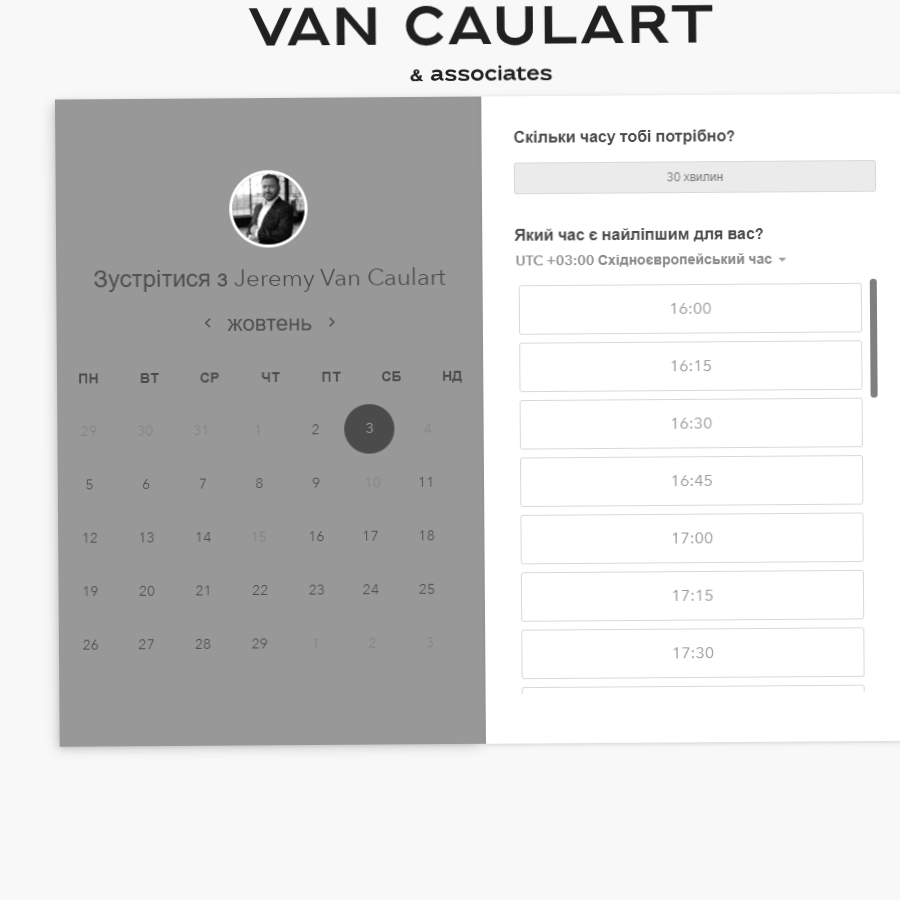 VAN CAULART
& associates
Зустрітися з Jeremy Van Caulart
жовтень
ПН ВТ СР ЧТ ПТ СБ НД
29 30 31 1 2 3 4
5 6 7 8 9 10 11
12 13 14 15 16 17 18
19 20 21 22 23 24 25
26 27 28 29 1 2 3
Скільки часу тобі потрібно?
30 хвилин
Який час є найліпшим для вас?
UTC +03:00 Східноєвропейський час
16:00
16:15
16:30
16:45
17:00
17:15
17:30